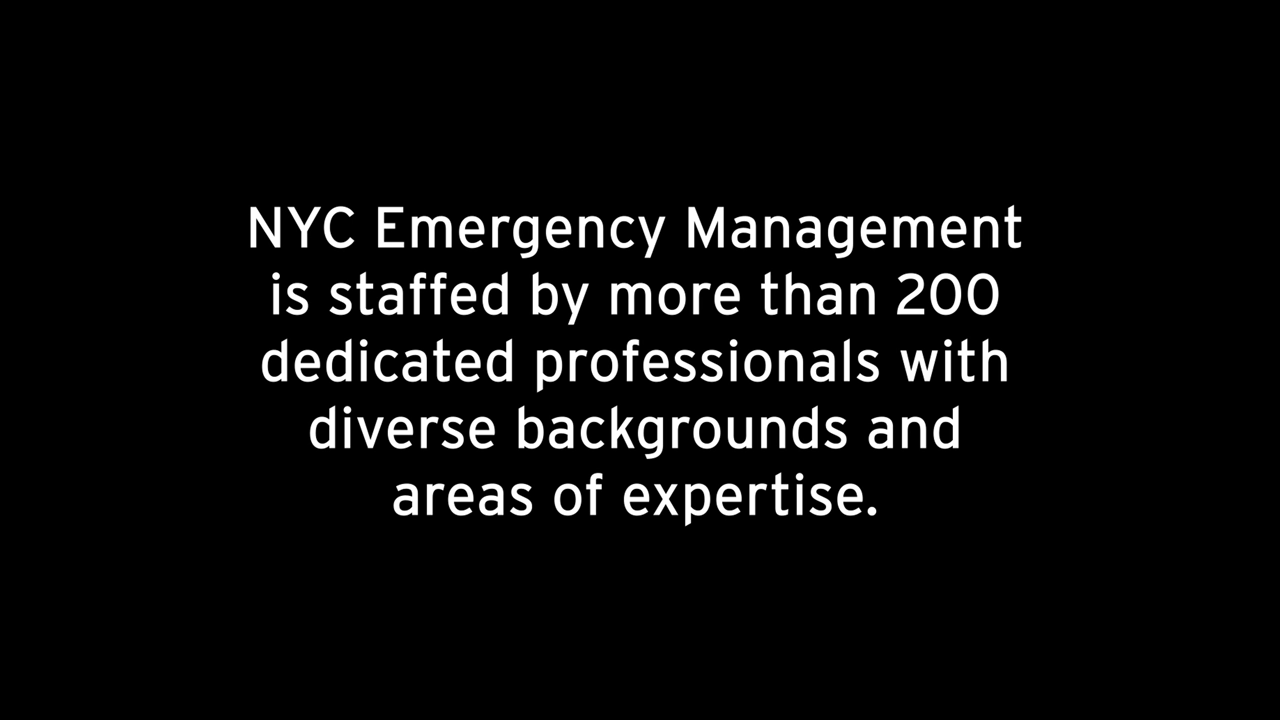 NYC Emergency Management
is staffed by more than 200
dedicated professionals with
diverse backgrounds and
areas of expertise.